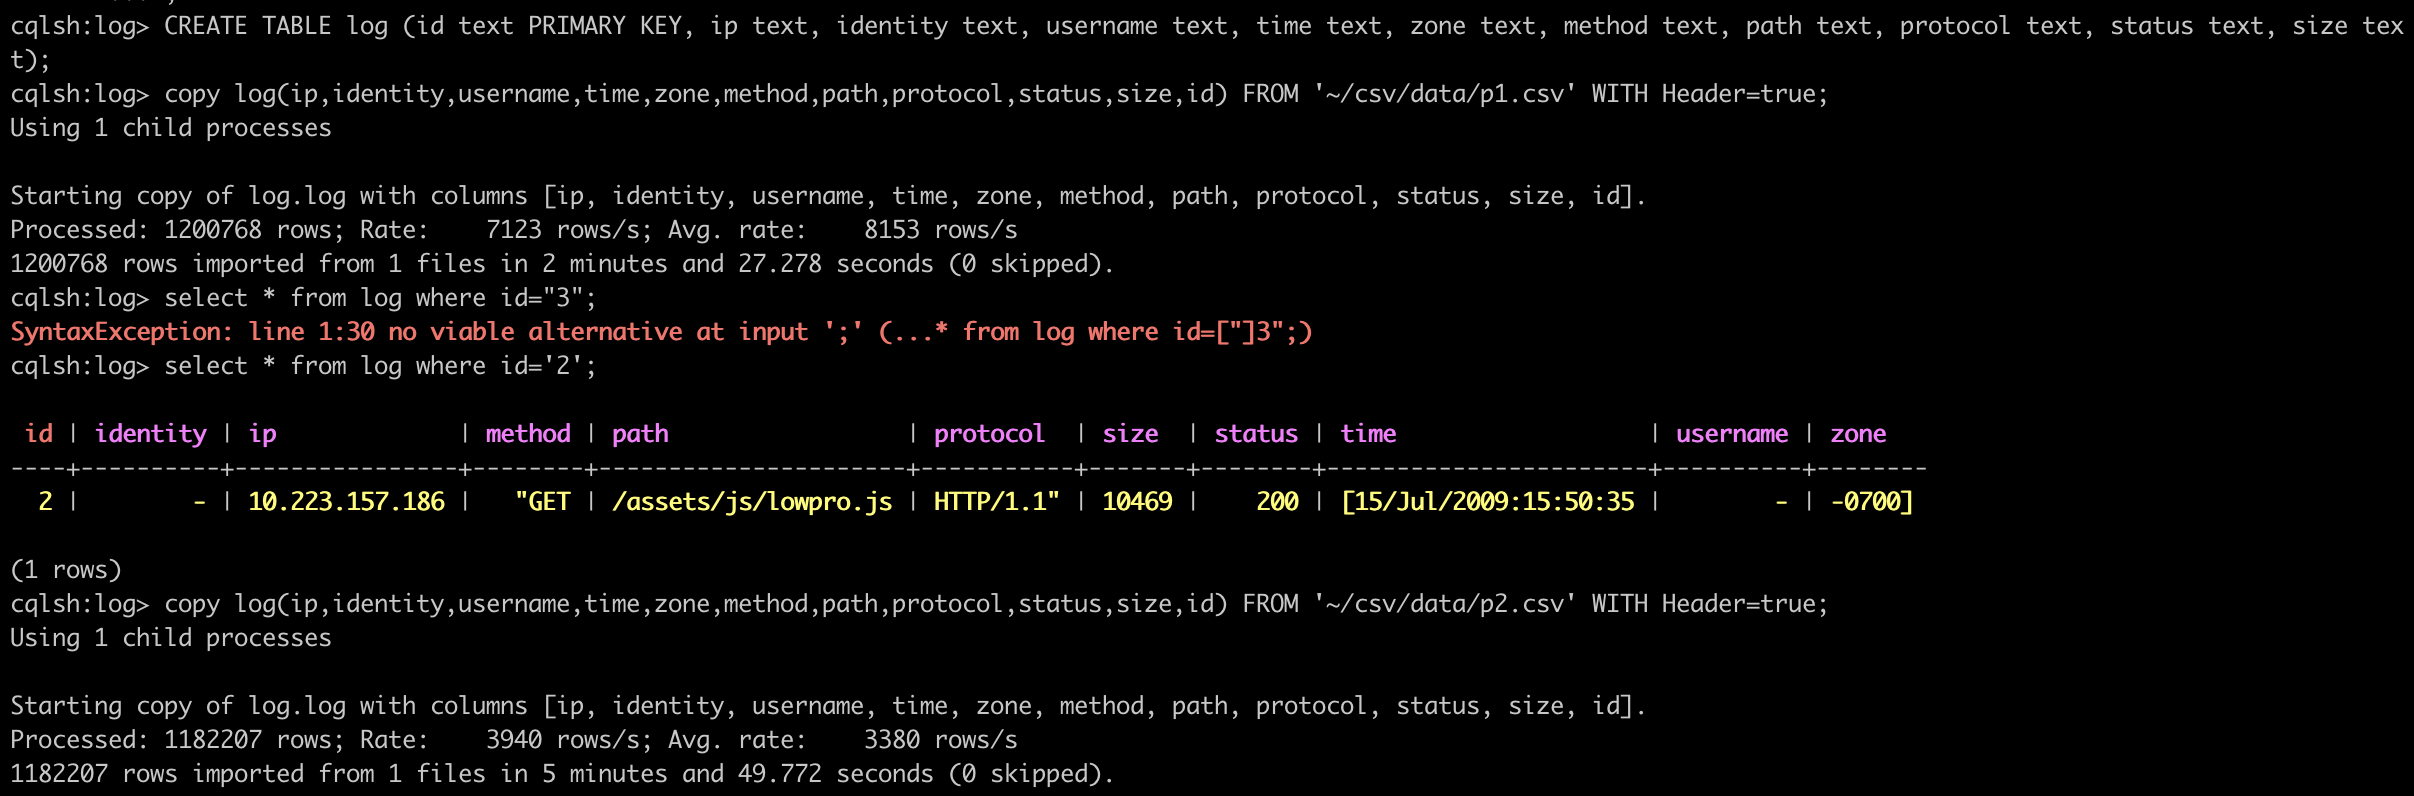 cqlsh:log> CREATE TABLE log (id text PRIMARY KEY, ip text, identity text, username text, time text, zone text, method text, path text, protocol text, status text, size tex
t);
cqlsh:log> copy log(ip,identity,username,time,zone,method,path,protocol,status,size,id) FROM '~/csv/data/p1.csv' WITH Header=true;
Using 1 child processes

Starting copy of log.log with columns [ip, identity, username, time, zone, method, path, protocol, status, size, id].
Processed: 1200768 rows; Rate:    7123 rows/s; Avg. rate:    8153 rows/s
1200768 rows imported from 1 files in 2 minutes and 27.278 seconds (0 skipped).
cqlsh:log> select * from log where id="3";
SyntaxException: line 1:30 no viable alternative at input ';' (...* from log where id=["]3";)
cqlsh:log> select * from log where id='2';

 id | identity | ip             | method | path                 | protocol  | size  | status | time                  | username | zone
----+----------+----------------+--------+----------------------+-----------+-------+--------+-----------------------+----------+--------
  2 |        - | 10.223.157.186 |   "GET | /assets/js/lowpro.js | HTTP/1.1" | 10469 |    200 | [15/Jul/2009:15:50:35 |        - | -0700]

(1 rows)
cqlsh:log> copy log(ip,identity,username,time,zone,method,path,protocol,status,size,id) FROM '~/csv/data/p2.csv' WITH Header=true;
Using 1 child processes

Starting copy of log.log with columns [ip, identity, username, time, zone, method, path, protocol, status, size, id].
Processed: 1182207 rows; Rate:    3940 rows/s; Avg. rate:    3380 rows/s
1182207 rows imported from 1 files in 5 minutes and 49.772 seconds (0 skipped).